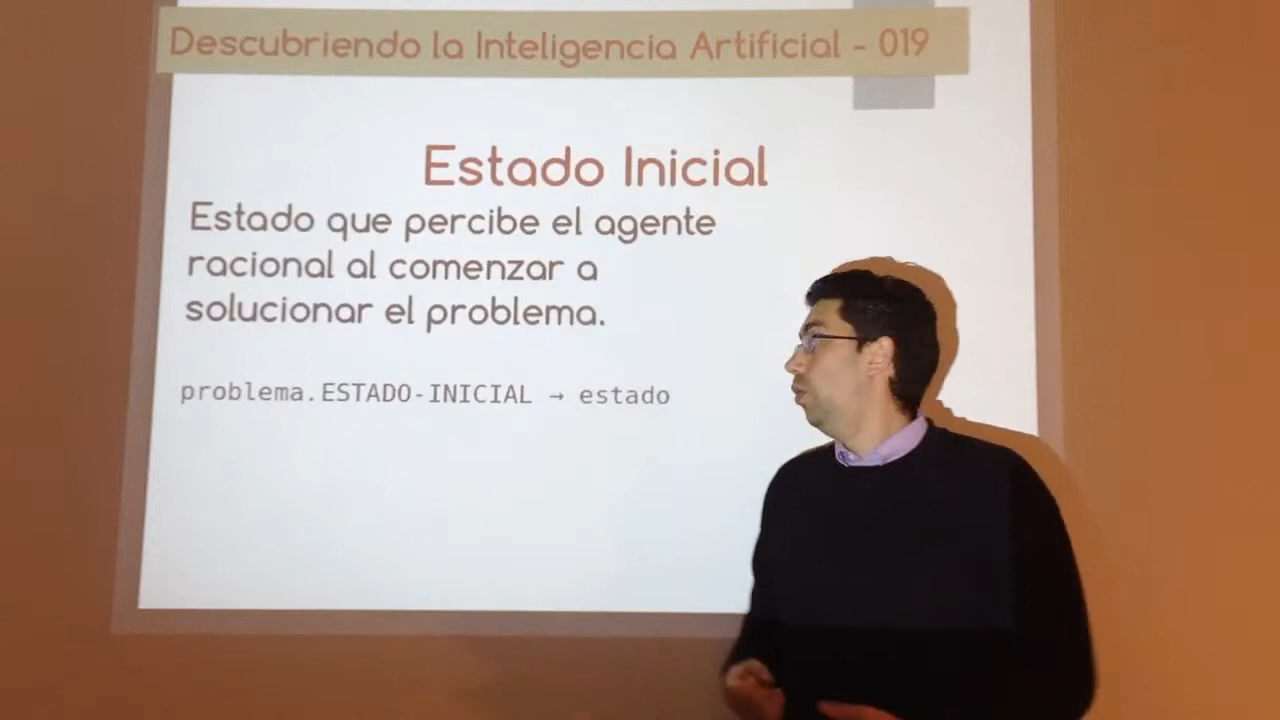 Descubriendo la Inteligencia Artificial - 019
Estado Inicial
Estado que percibe el agente
racional al comenzar a
solucionar el problema.
problema.ESTADO-INICIAL → estado